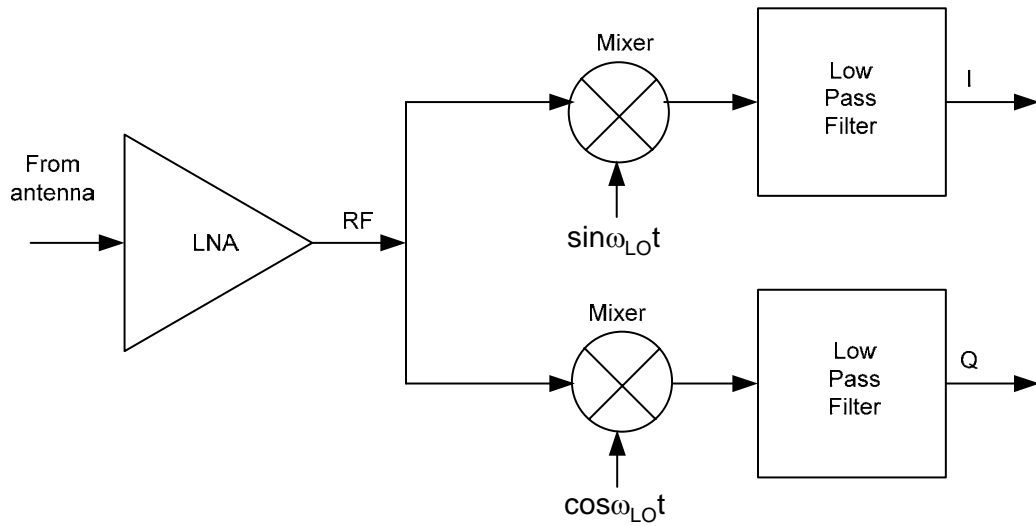 From
antenna
LNA
RF
Mixer
sinω_LOt
Low
Pass
Filter
I
Mixer
cosω_LOt
Low
Pass
Filter
Q